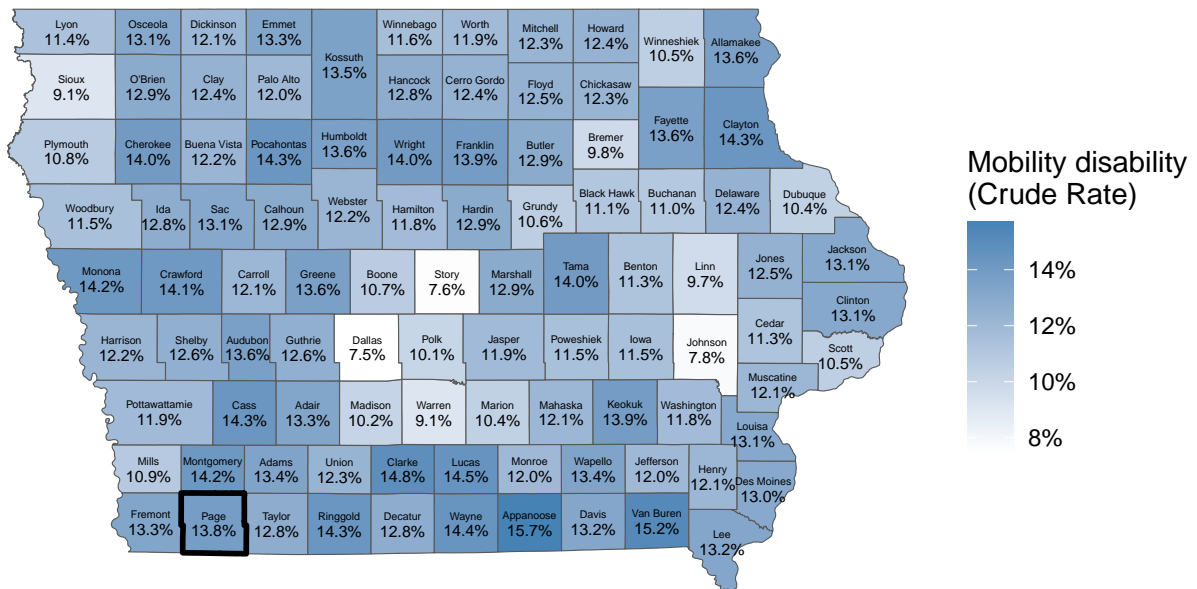 Lyon
11.4%
Osceola
13.1%
Dickinson
12.1%
Emmet
13.3%
Kossuth
13.5%
Winnebago
11.6%
Worth
11.9%
Mitchell
12.3%
Howard
12.4%
Winneshiek
10.5%
Allamakee
13.6%
Sioux
9.1%
O'Brien
12.9%
Clay
12.4%
Palo Alto
12.0%
Hancock
12.8%
Cerro Gordo
12.4%
Floyd
12.5%
Chickasaw
12.3%
Fayette
13.6%
Clayton
14.3%
Plymouth
10.8%
Cherokee
14.0%
Buena Vista
12.2%
Pocahontas
14.3%
Humboldt
13.6%
Wright
14.0%
Franklin
13.9%
Butler
12.9%
Bremer
9.8%
Woodbury
11.5%
Ida
12.8%
Sac
13.1%
Calhoun
12.9%
Webster
12.2%
Hamilton
11.8%
Hardin
12.9%
Grundy
10.6%
Black Hawk
11.1%
Buchanan
11.0%
Delaware
12.4%
Dubuque
10.4%
Monona
14.2%
Crawford
14.1%
Carroll
12.1%
Greene
13.6%
Boone
10.7%
Story
7.6%
Marshall
12.9%
Tama
14.0%
Benton
11.3%
Linn
9.7%
Jones
12.5%
Jackson
13.1%
Clinton
13.1%
Harrison
12.2%
Shelby
12.6%
Audubon
13.6%
Guthrie
12.6%
Dallas
7.5%
Polk
10.1%
Jasper
11.9%
Poweshiek
11.5%
Iowa
11.5%
Johnson
7.8%
Cedar
11.3%
Scott
10.5%
Muscatine
12.1%
Pottawattamie
11.9%
Cass
14.3%
Adair
13.3%
Madison
10.2%
Warren
9.1%
Marion
10.4%
Mahaska
12.1%
Keokuk
13.9%
Washington
11.8%
Louisa
13.1%
Mills
10.9%
Montgomery
14.2%
Adams
13.4%
Union
12.3%
Clarke
14.8%
Lucas
14.5%
Monroe
12.0%
Wapello
13.4%
Jefferson
12.0%
Henry
12.1%
Des Moines
13.0%
Fremont
13.3%
Page
13.8%
Taylor
12.8%
Ringgold
14.3%
Decatur
12.8%
Wayne
14.4%
Appanoose
15.7%
Davis
13.2%
Van Buren
15.2%
Lee
13.2%
Mobility disability
(Crude Rate)
14%
12%
10%
8%